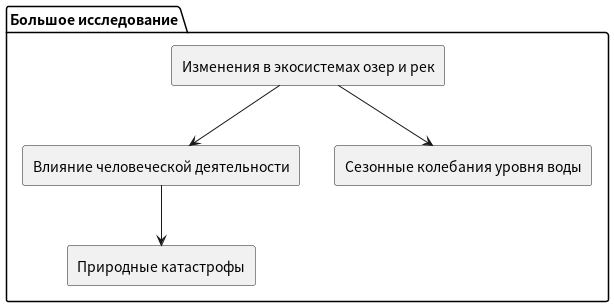 Большое исследование
Изменения в экосистемах озер и рек
Влияние человеческой деятельности
Сезонные колебания уровня воды
Природные катастрофы